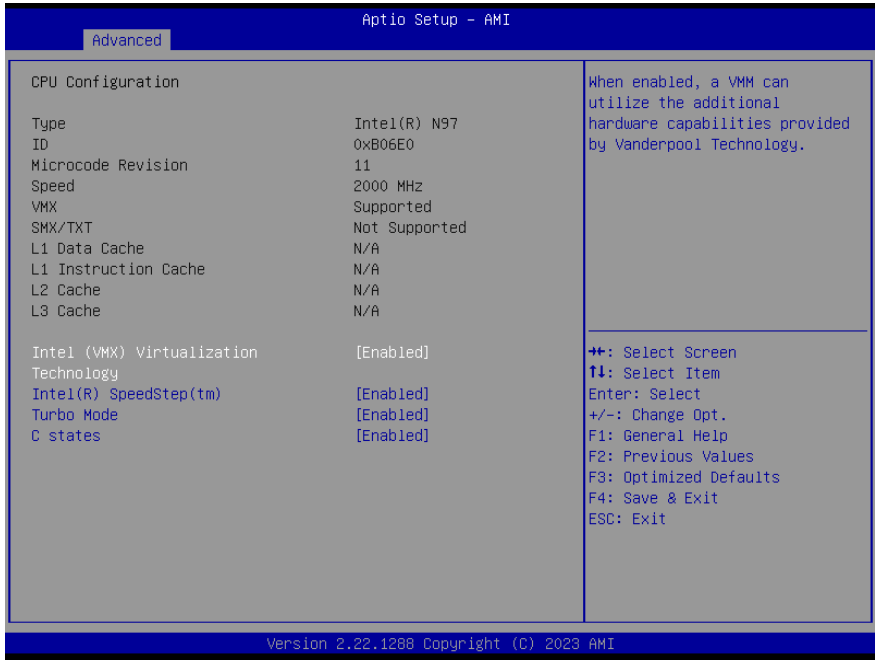 Aptio Setup - AMI
Advanced
CPU Configuration
Type Intel(R) N97
ID 0xB06E0
Microcode Revision 11
Speed 2000 MHz
VMX Supported
SMX/TXT Not Supported
L1 Data Cache N/A
L1 Instruction Cache N/A
L2 Cache N/A
L3 Cache N/A
Intel (VMX) Virtualization [Enabled]
Technology
Intel(R) SpeedStep(tm) [Enabled]
Turbo Mode [Enabled]
C states [Enabled]
When enabled, a VMM can
utilize the additional
hardware capabilities provided
by Vanderpool Technology.
→←: Select Screen
↑↓: Select Item
Enter: Select
+/-: Change Opt.
F1: General Help
F2: Previous Values
F3: Optimized Defaults
F4: Save & Exit
ESC: Exit
Version 2.22.1288 Copyright (C) 2023 AMI